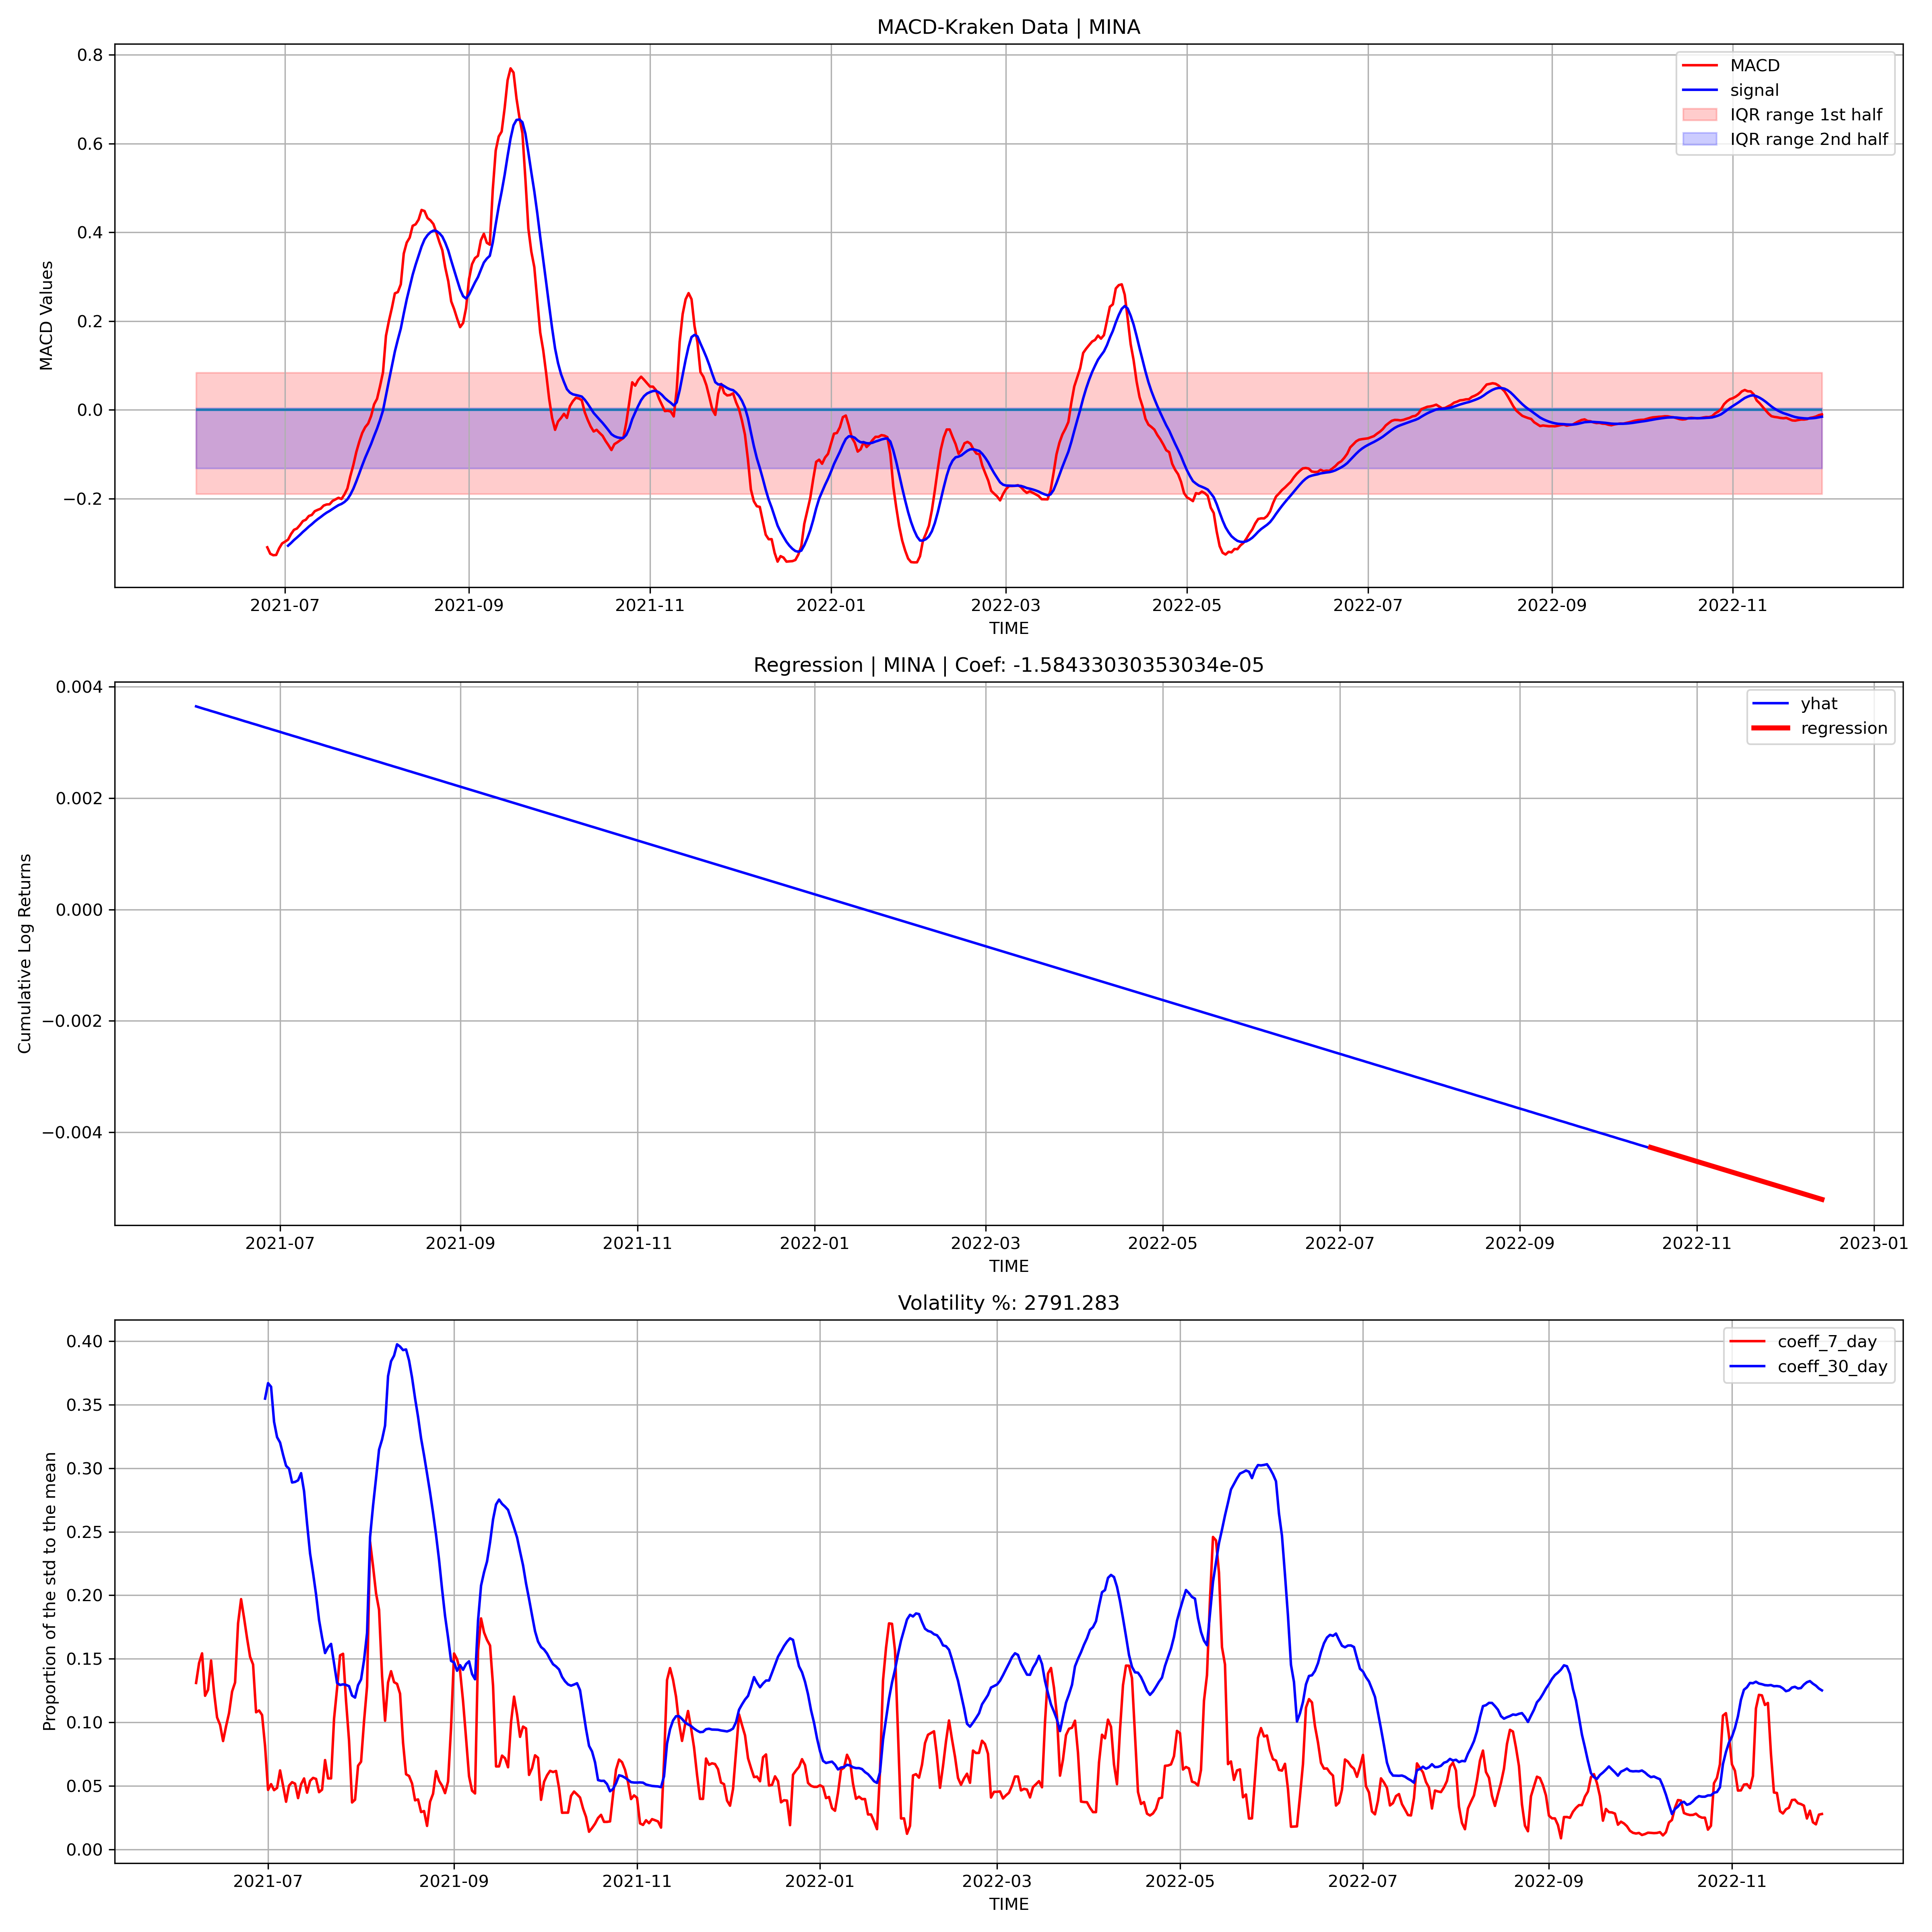 MACD-Kraken Data | MINA
MACD
signal
IQR range 1st half
IQR range 2nd half
MACD Values
0.8
0.6
0.4
0.2
0.0
−0.2
2021-07 2021-09 2021-11 2022-01 2022-03 2022-05 2022-07 2022-09 2022-11
TIME
Regression | MINA | Coef: -1.58433030353034e-05
yhat
regression
Cumulative Log Returns
0.004
0.002
0.000
−0.002
−0.004
2021-07 2021-09 2021-11 2022-01 2022-03 2022-05 2022-07 2022-09 2022-11 2023-01
TIME
Volatility %: 2791.283
coeff_7_day
coeff_30_day
Proportion of the std to the mean
0.40
0.35
0.30
0.25
0.20
0.15
0.10
0.05
0.00
2021-07 2021-09 2021-11 2022-01 2022-03 2022-05 2022-07 2022-09 2022-11
TIME